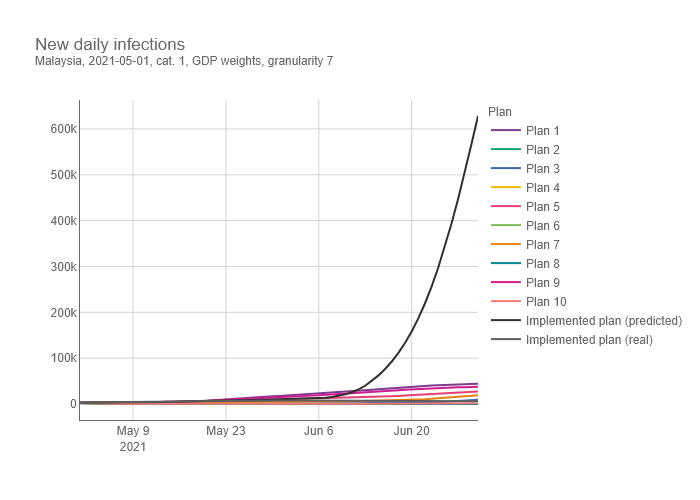 New daily infections
Malaysia, 2021-05-01, cat. 1, GDP weights, granularity 7
600k
500k
400k
300k
200k
100k
0
May 9
2021
May 23
Jun 6
Jun 20
Plan
Plan 1
Plan 2
Plan 3
Plan 4
Plan 5
Plan 6
Plan 7
Plan 8
Plan 9
Plan 10
Implemented plan (predicted)
Implemented plan (real)